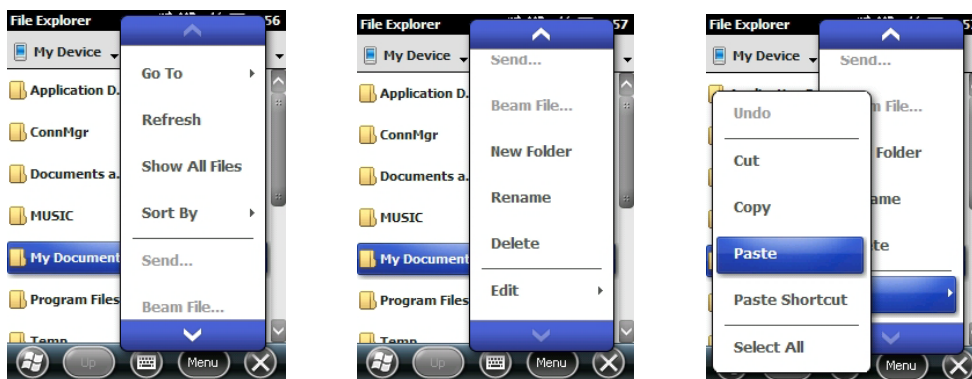 File Explorer 56
My Device
Go To
Application D.
Refresh
ConnMgr
Show All Files
Documents a.
MUSIC
Sort By
My Document
Send...
Program Files
Beam File...
Temp
Up
Menu
File Explorer 57
My Device
Send...
Application D.
Beam File...
ConnMgr
New Folder
Documents a.
Rename
MUSIC
Delete
My Document
Edit
Program Files
Temp
Up
Menu
File Explorer
My Device
Send...
Undo
File...
Cut
Folder
Copy
Paste
Paste Shortcut
Select All
Menu